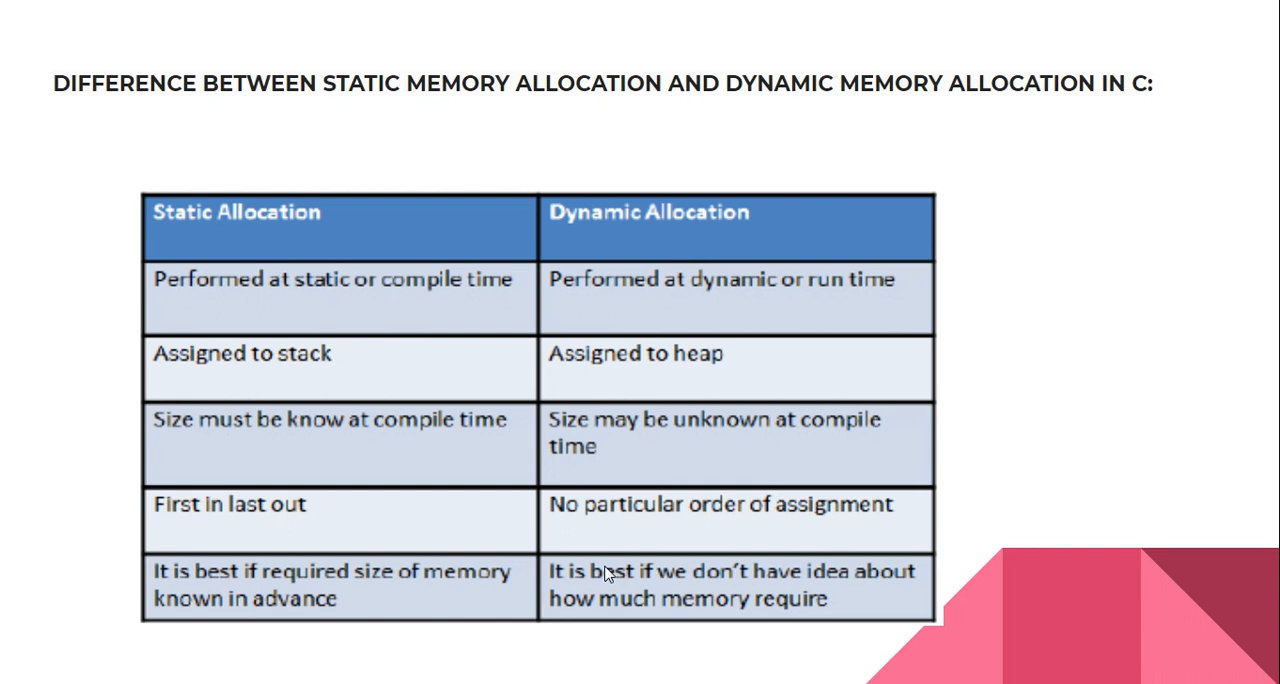 DIFFERENCE BETWEEN STATIC MEMORY ALLOCATION AND DYNAMIC MEMORY ALLOCATION IN C:
Static Allocation
Dynamic Allocation
Performed at static or compile time
Performed at dynamic or run time
Assigned to stack
Assigned to heap
Size must be know at compile time
Size may be unknown at compile
time
First in last out
No particular order of assignment
It is best if required size of memory
known in advance
It is best if we don't have idea about
how much memory require